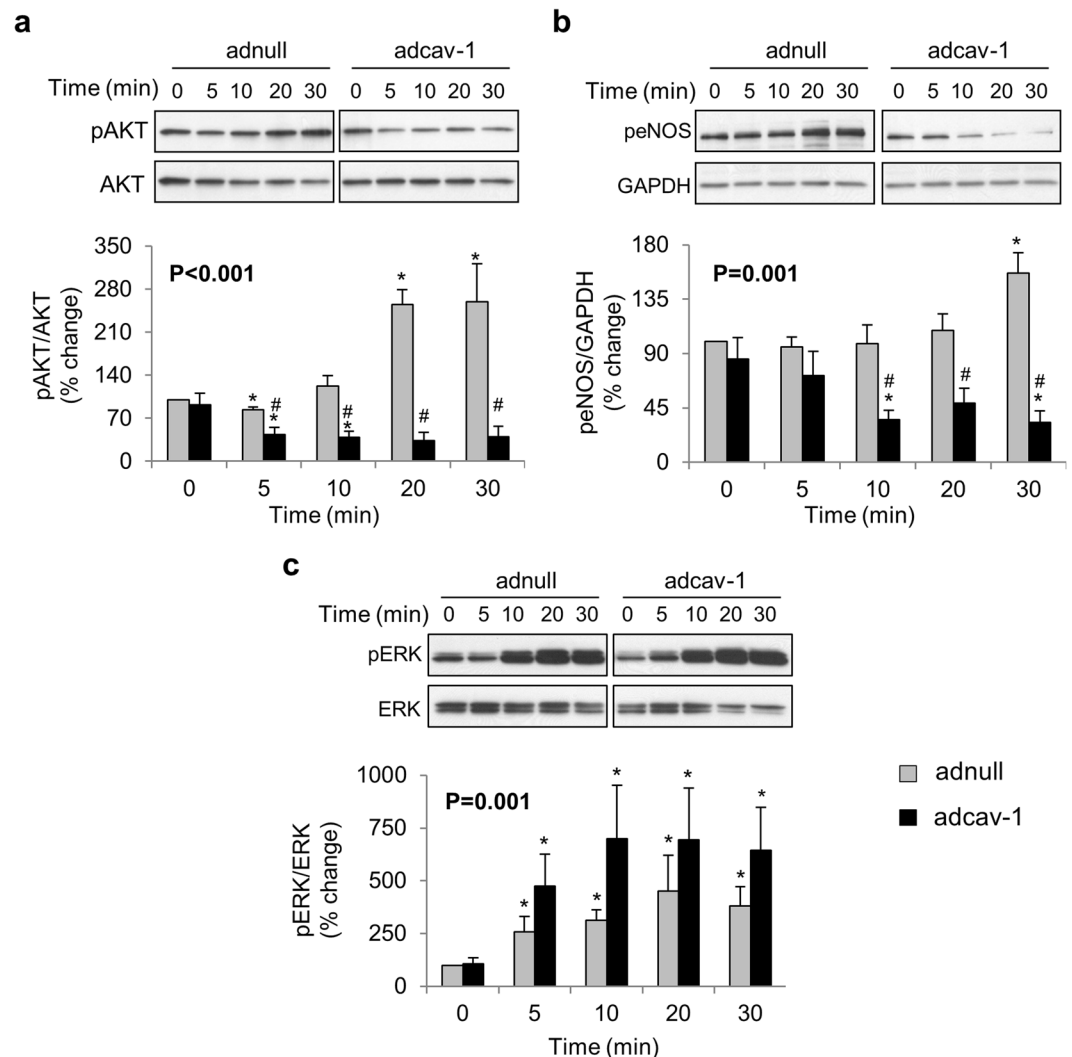 a
adnull adcav-1
Time (min) 0 5 10 20 30 0 5 10 20 30
pAKT
AKT
350
280
210
140
70
0
pAKT/AKT
(% change)
P<0.001
* * # * # * * # * #
0 5 10 20 30
Time (min)
b
adnull adcav-1
Time (min) 0 5 10 20 30 0 5 10 20 30
peNOS
GAPDH
180
135
90
45
0
peNOS/GAPDH
(% change)
P=0.001
# * # * # *
0 5 10 20 30
Time (min)
c
adnull adcav-1
Time (min) 0 5 10 20 30 0 5 10 20 30
pERK
ERK
1000
750
500
250
0
pERK/ERK
(% change)
P=0.001
* * * * * * * *
0 5 10 20 30
Time (min)
adnull
adcav-1